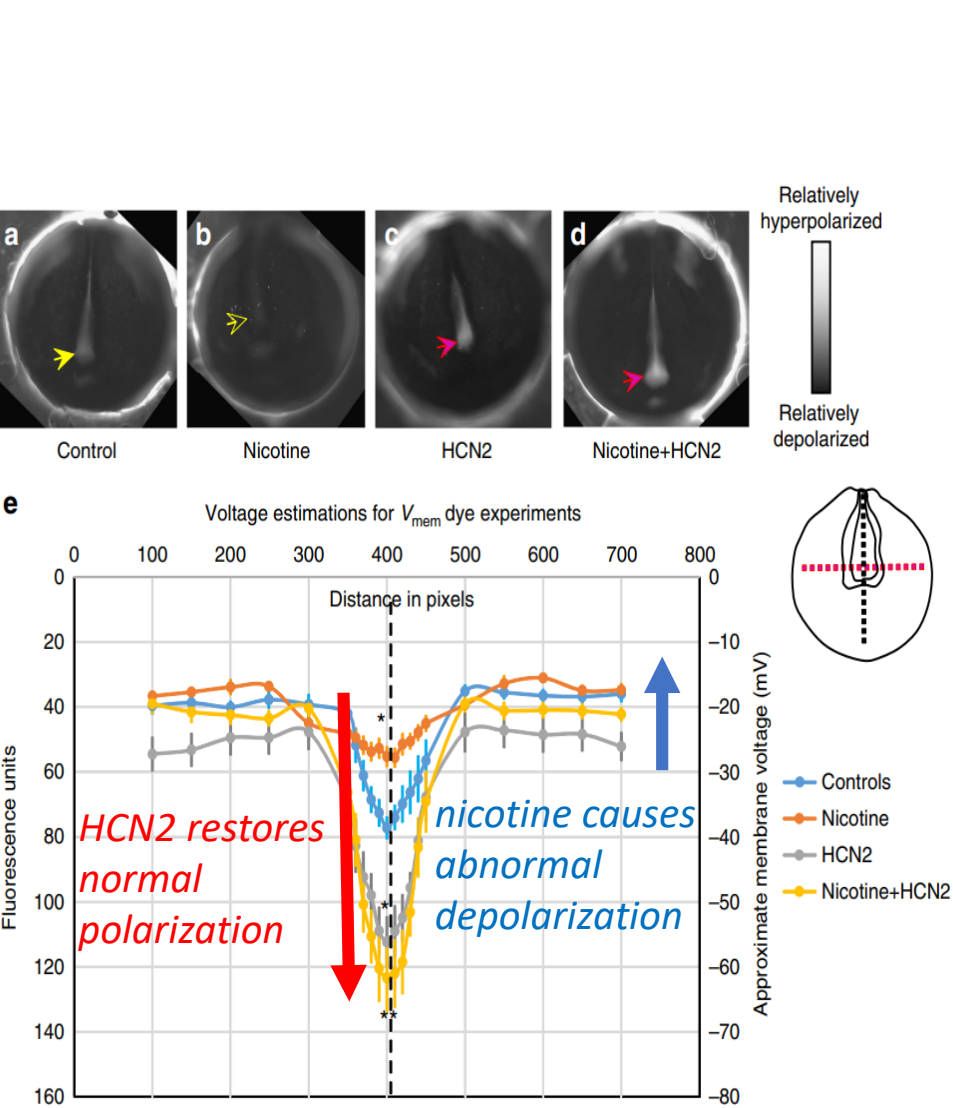 Relatively
hyperpolarized
a
b
c
d
Relatively
depolarized
Control
Nicotine
HCN2
Nicotine+HCN2
e
Voltage estimations for Vmem dye experiments
0 100 200 300 400 500 600 700 800
Distance in pixels
0
20
40
60
80
100
120
140
160
Fluorescence units
0
–10
–20
–30
–40
–50
–60
–70
–80
Approximate membrane voltage (mV)
*
*
**
HCN2 restores
normal
polarization
nicotine causes
abnormal
depolarization
Controls
Nicotine
HCN2
Nicotine+HCN2